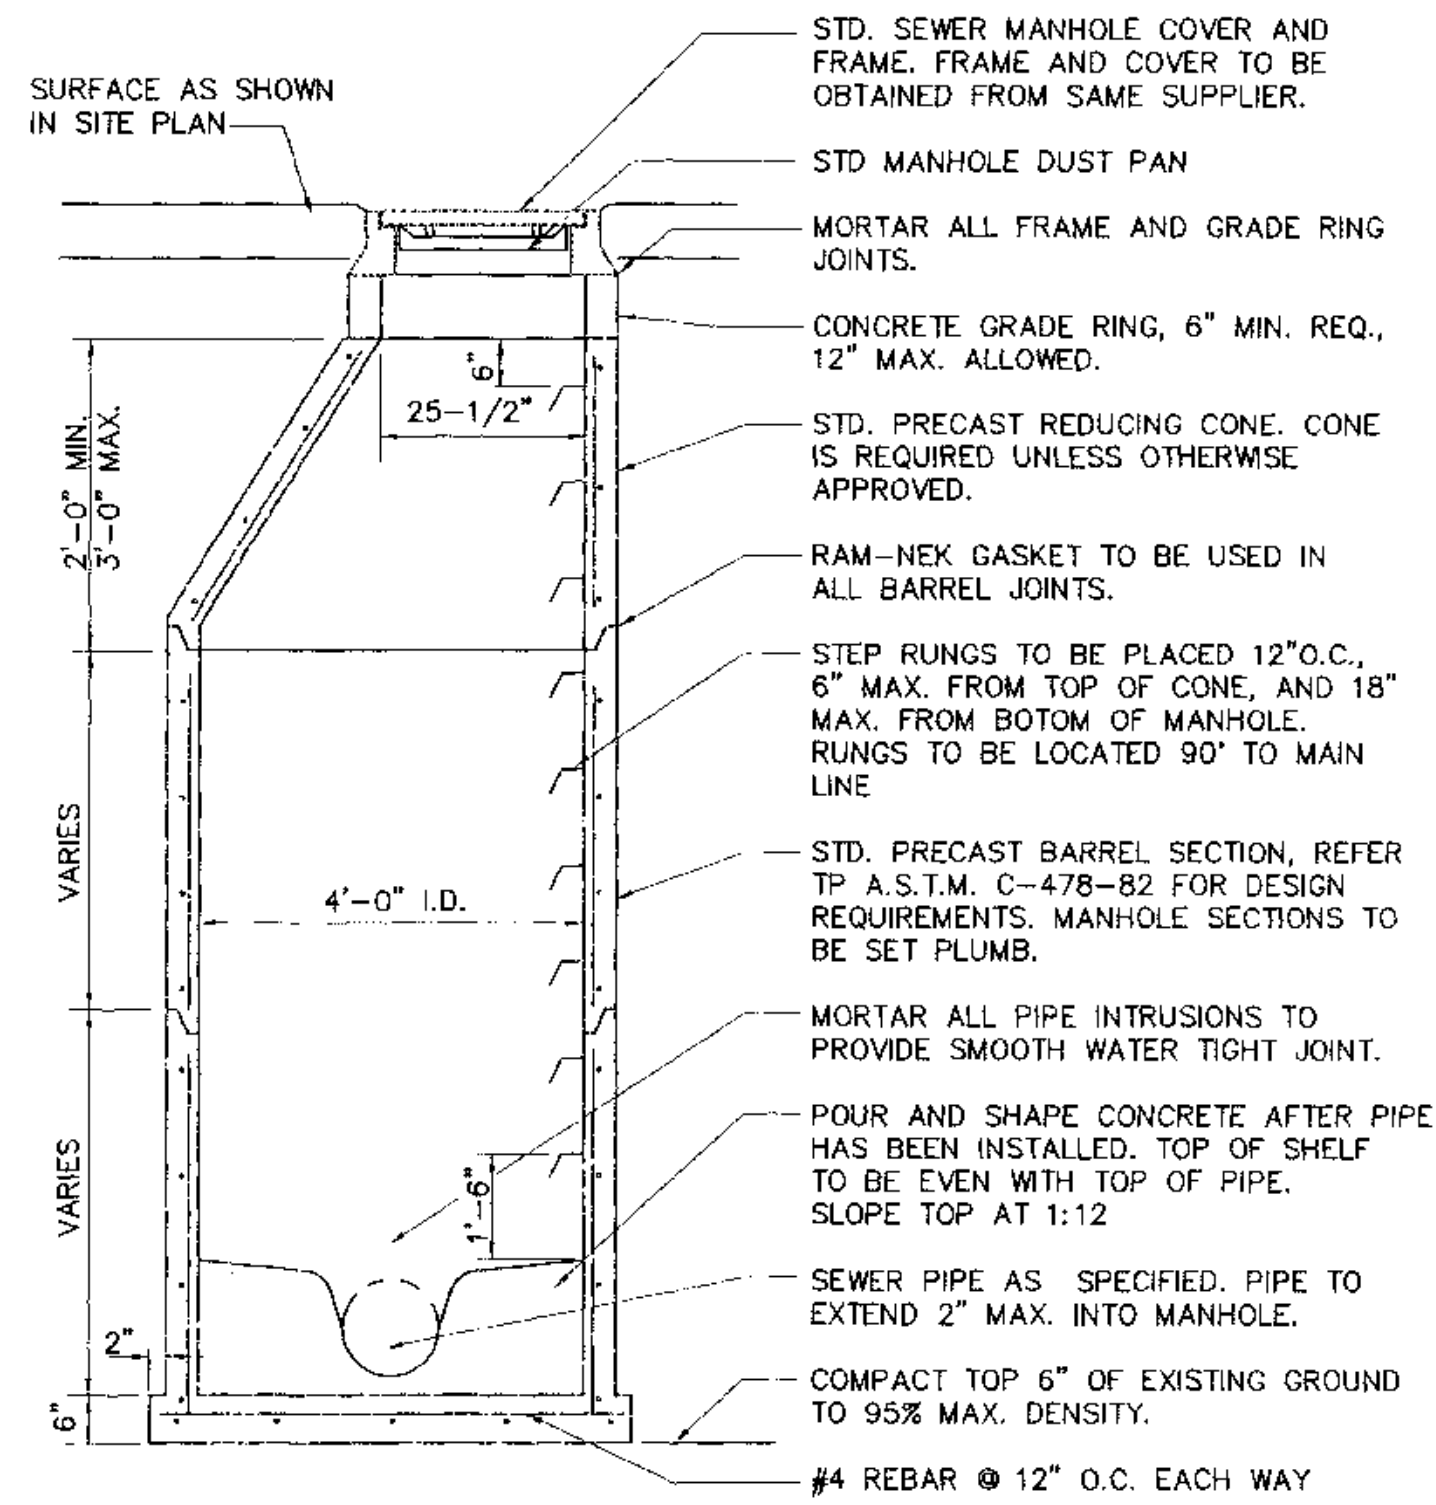 STD. SEWER MANHOLE COVER AND
FRAME. FRAME AND COVER TO BE
OBTAINED FROM SAME SUPPLIER.
SURFACE AS SHOWN
IN SITE PLAN
STD MANHOLE DUST PAN
MORTAR ALL FRAME AND GRADE RING
JOINTS.
CONCRETE GRADE RING, 6" MIN. REQ.,
12" MAX. ALLOWED.
6"
25-1/2"
2'-0" MIN.
3'-0" MAX.
STD. PRECAST REDUCING CONE. CONE
IS REQUIRED UNLESS OTHERWISE
APPROVED.
RAM-NEK GASKET TO BE USED IN
ALL BARREL JOINTS.
STEP RUNGS TO BE PLACED 12"O.C.,
6" MAX. FROM TOP OF CONE, AND 18"
MAX. FROM BOTOM OF MANHOLE.
RUNGS TO BE LOCATED 90' TO MAIN
LINE
VARIES
4'-0" I.D.
STD. PRECAST BARREL SECTION, REFER
TP A.S.T.M. C-478-82 FOR DESIGN
REQUIREMENTS. MANHOLE SECTIONS TO
BE SET PLUMB.
MORTAR ALL PIPE INTRUSIONS TO
PROVIDE SMOOTH WATER TIGHT JOINT.
VARIES
1'-6"
POUR AND SHAPE CONCRETE AFTER PIPE
HAS BEEN INSTALLED. TOP OF SHELF
TO BE EVEN WITH TOP OF PIPE.
SLOPE TOP AT 1:12
SEWER PIPE AS SPECIFIED. PIPE TO
EXTEND 2" MAX. INTO MANHOLE.
2"
6"
COMPACT TOP 6" OF EXISTING GROUND
TO 95% MAX. DENSITY.
#4 REBAR @ 12" O.C. EACH WAY